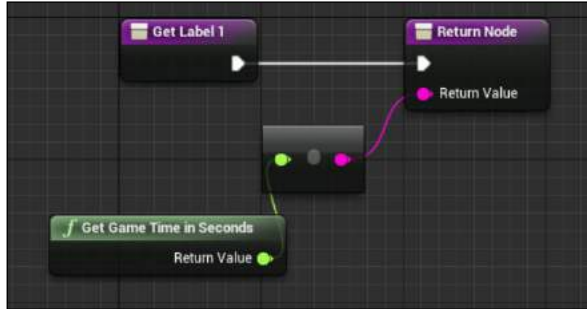 Get Label 1
Return Node
Return Value
f Get Game Time in Seconds
Return Value